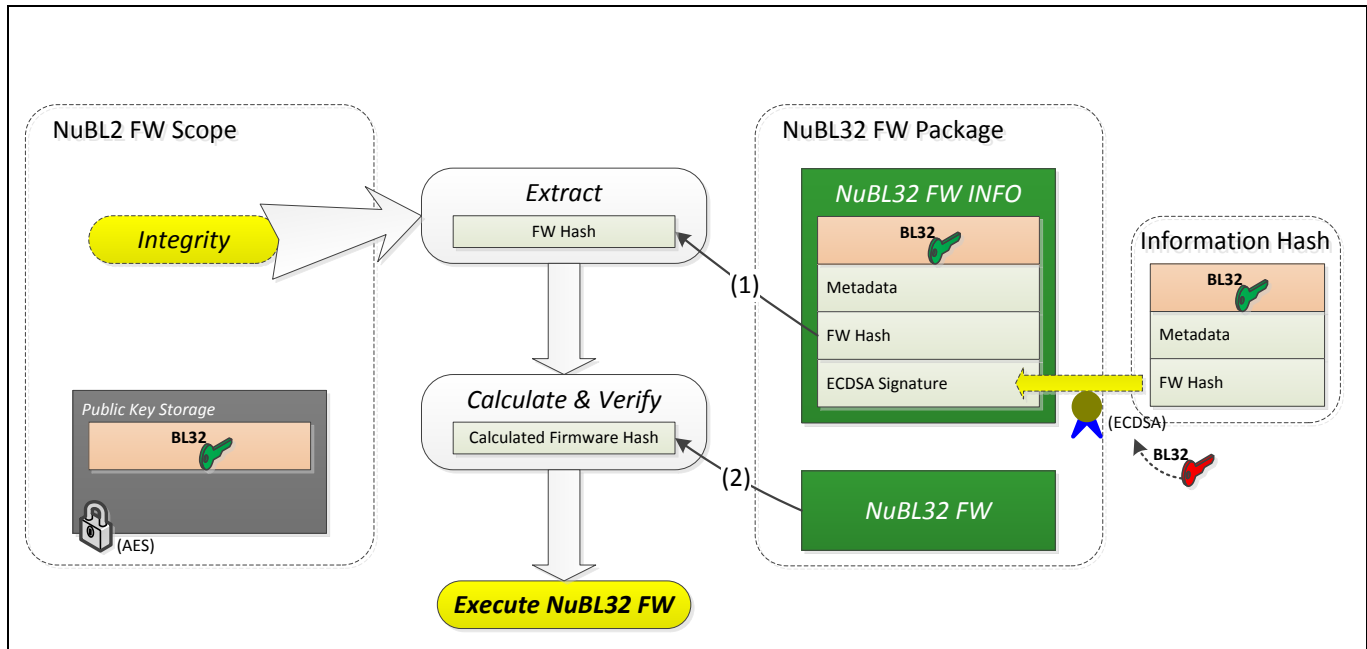 NuBL2 FW Scope
Integrity
Public Key Storage
BL32
(AES)
Extract
FW Hash
Calculate & Verify
Calculated Firmware Hash
Execute NuBL32 FW
(1)
(2)
NuBL32 FW Package
NuBL32 FW INFO
BL32
Metadata
FW Hash
ECDSA Signature
NuBL32 FW
Information Hash
BL32
Metadata
FW Hash
(ECDSA)
BL32